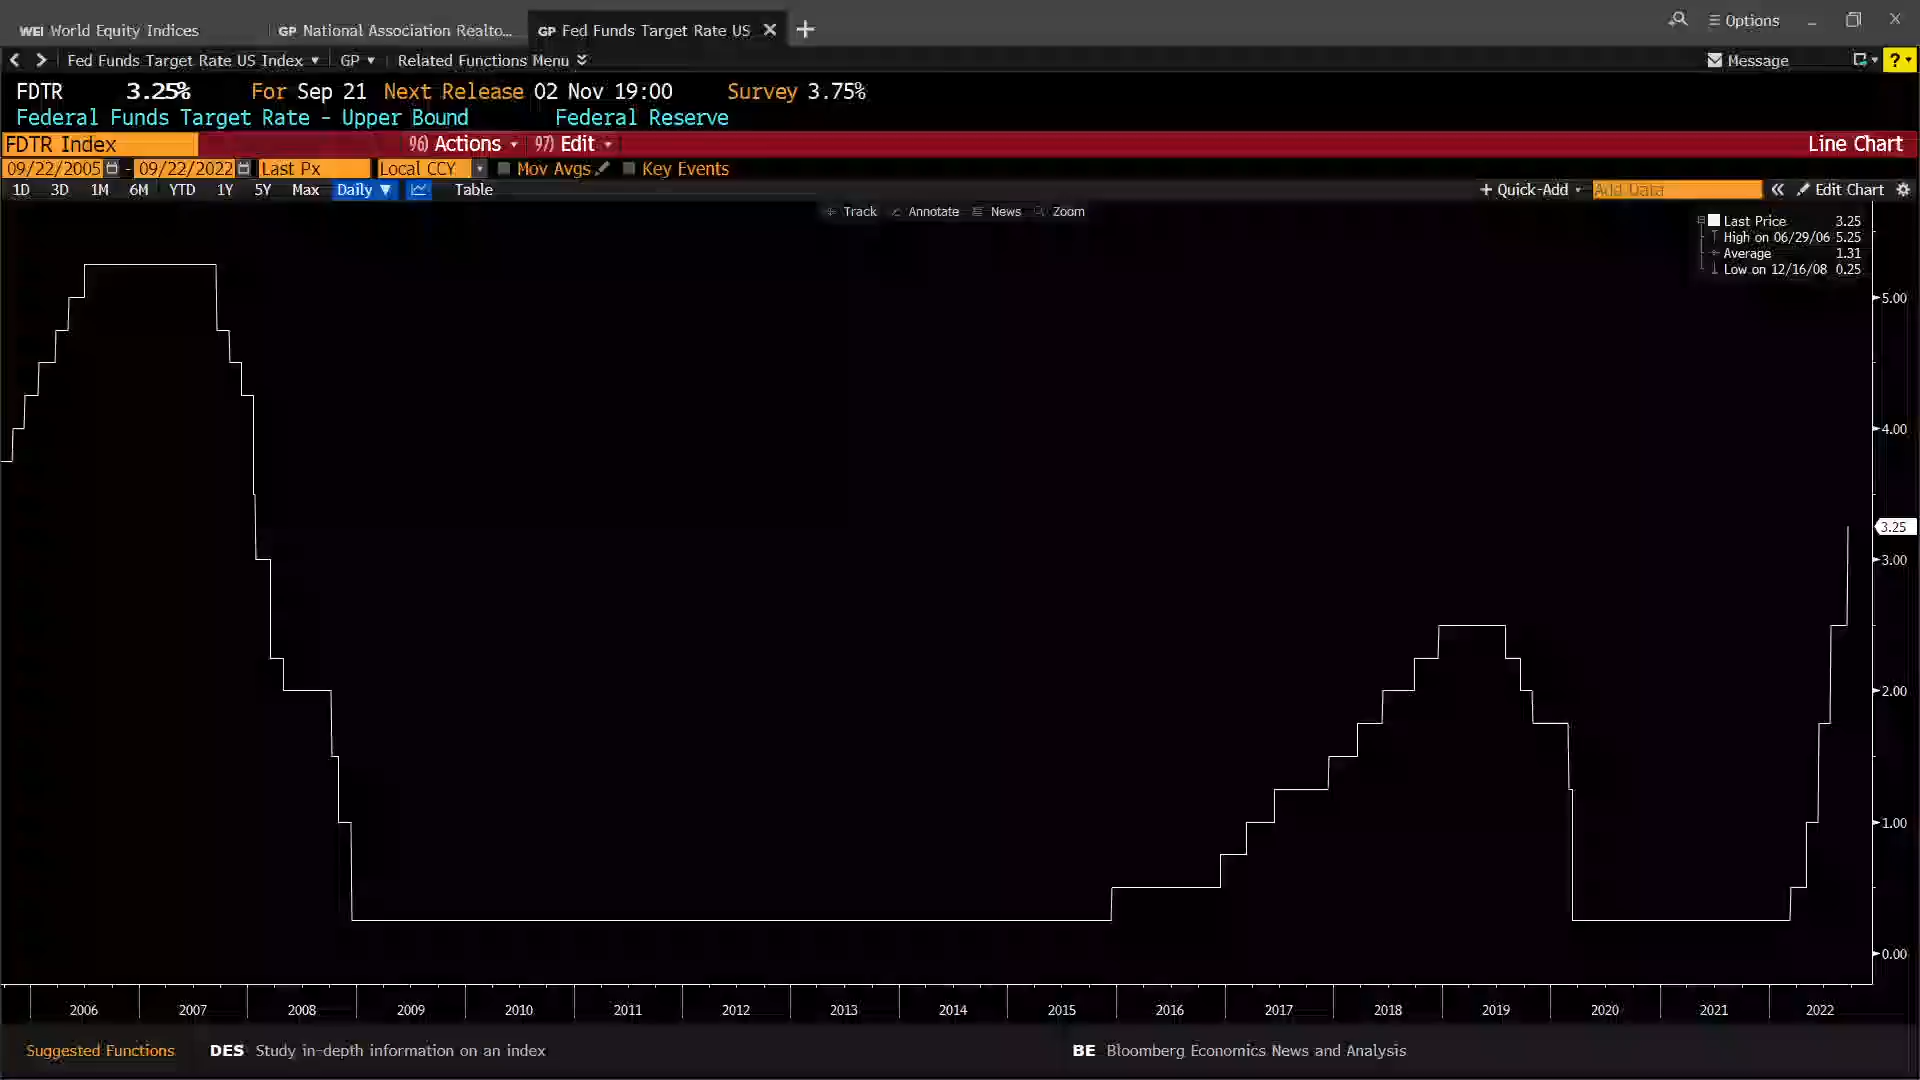 WEI World Equity Indices GP National Association Realto... GP Fed Funds Target Rate US
Options
Fed Funds Target Rate US Index GP Related Functions Menu Message ?
FDTR 3.25% For Sep 21 Next Release 02 Nov 19:00 Survey 3.75%
Federal Funds Target Rate - Upper Bound Federal Reserve
FDTR Index 96) Actions 97) Edit Line Chart
09/22/2005 - 09/22/2022 Last Px Local CCY Mov Avgs Key Events
1D 3D 1M 6M YTD 1Y 5Y Max Daily Table + Quick-Add Add Data « Edit Chart
Track Annotate News Zoom
Last Price 3.25
High on 06/29/06 5.25
Average 1.31
Low on 12/16/08 0.25
5.00
4.00
3.25
3.00
2.00
1.00
0.00
2006 2007 2008 2009 2010 2011 2012 2013 2014 2015 2016 2017 2018 2019 2020 2021 2022
Suggested Functions DES Study in-depth information on an index BE Bloomberg Economics News and Analysis